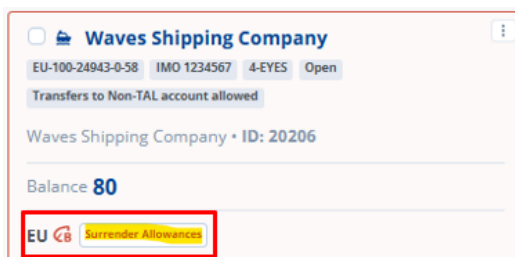 Waves Shipping Company
EU-100-24943-0-58 IMO 1234567 4-EYES Open
Transfers to Non-TAL account allowed
Waves Shipping Company • ID: 20206
Balance 80
EU B Surrender Allowances